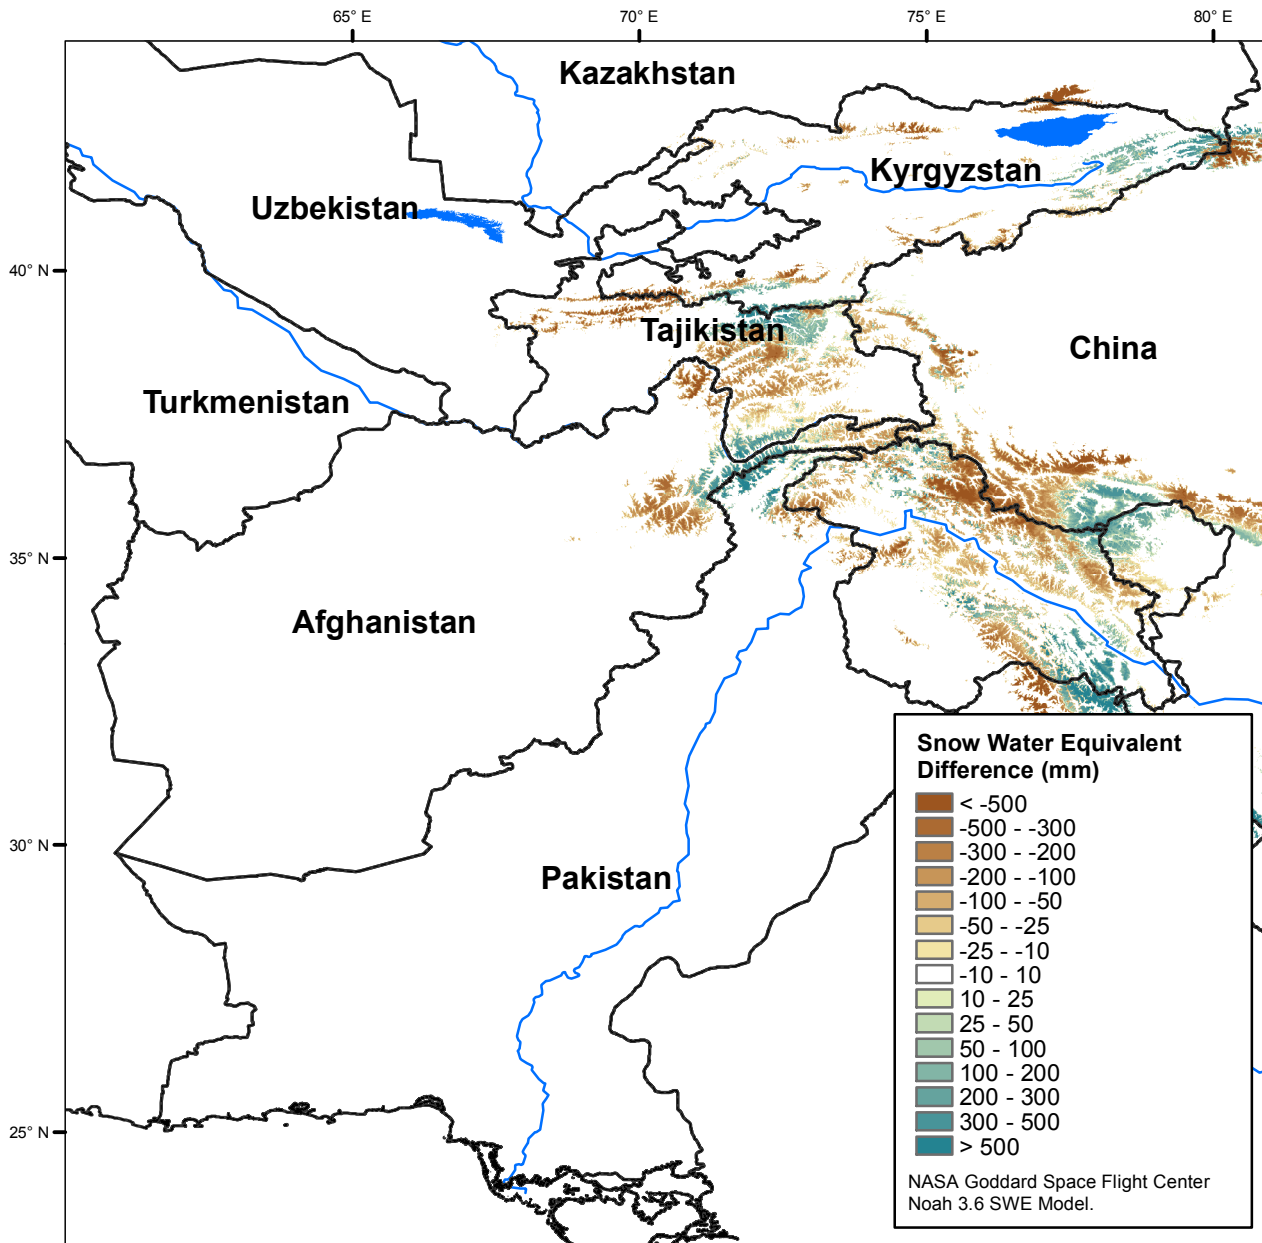 65° E
70° E
75° E
80° E
Kazakhstan
Kyrgyzstan
Uzbekistan
40° N
Tajikistan
China
Turkmenistan
35° N
Afghanistan
30° N
Pakistan
25° N
Snow Water Equivalent
Difference (mm)
< -500
-500 - -300
-300 - -200
-200 - -100
-100 - -50
-50 - -25
-25 - -10
-10 - 10
10 - 25
25 - 50
50 - 100
100 - 200
200 - 300
300 - 500
> 500
NASA Goddard Space Flight Center
Noah 3.6 SWE Model.